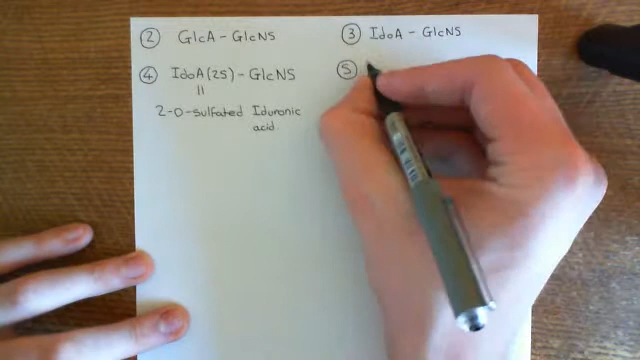 ② GlcA - GlcNS
③ IdoA - GlcNS
④ IdoA(2S) - GlcNS
⑤
||
2-O-sulfated Iduronic
acid